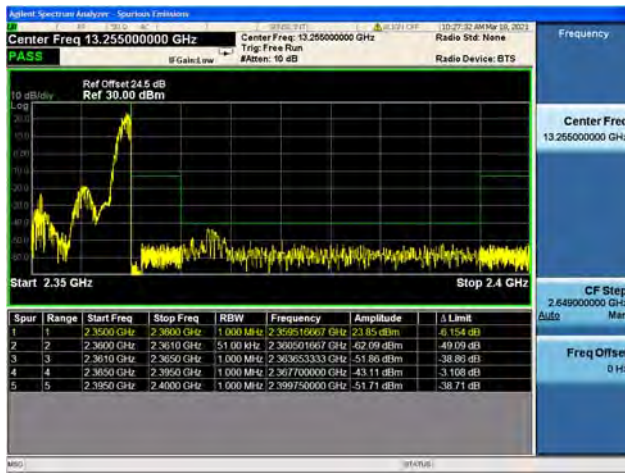 Agilent Spectrum Analyzer - Spurious Emissions
RF 50 Ω AC SENSE:INT ALIGN OFF 10:27:32 AM Mar 18, 2021
Center Freq 13.255000000 GHz
Center Freq: 13.255000000 GHz
Radio Std: None
Trig: Free Run
PASS
IFGain:Low
#Atten: 10 dB
Radio Device: BTS
Ref Offset 24.5 dB
10 dB/div Ref 30.00 dBm
Log
Start 2.35 GHz
Stop 2.4 GHz
Spur Range Start Freq Stop Freq RBW Frequency Amplitude Δ Limit
1 1 2.3500 GHz 2.3600 GHz 1.000 MHz 2.359516667 GHz 23.85 dBm -6.154 dB
2 2 2.3600 GHz 2.3610 GHz 51.00 kHz 2.360501667 GHz -62.09 dBm -49.09 dB
3 3 2.3610 GHz 2.3650 GHz 1.000 MHz 2.363653333 GHz -51.86 dBm -38.86 dB
4 4 2.3650 GHz 2.3950 GHz 1.000 MHz 2.367700000 GHz -43.11 dBm -3.108 dB
5 5 2.3950 GHz 2.4000 GHz 1.000 MHz 2.399750000 GHz -51.71 dBm -38.71 dB
Frequency
Center Freq
13.255000000 GHz
CF Step
2.649000000 GHz
Auto Man
Freq Offset
0 Hz
MSG
STATUS